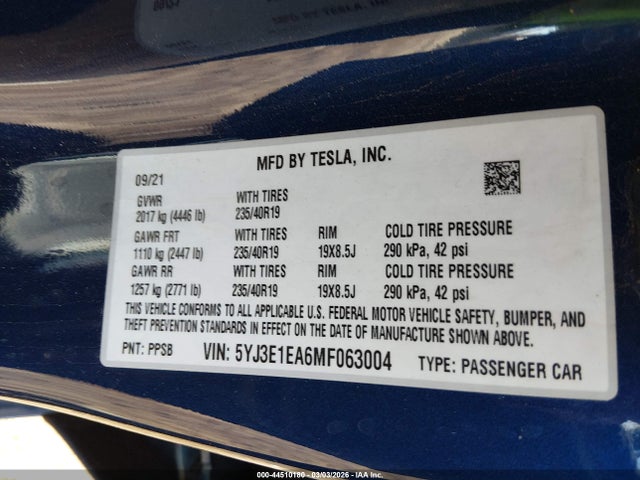 MFD BY TESLA, INC.
09/21
GVWR WITH TIRES
2017 kg (4446 lb) 235/40R19
GAWR FRT WITH TIRES RIM COLD TIRE PRESSURE
1110 kg (2447 lb) 235/40R19 19X8.5J 290 kPa, 42 psi
GAWR RR WITH TIRES RIM COLD TIRE PRESSURE
1257 kg (2771 lb) 235/40R19 19X8.5J 290 kPa, 42 psi
THIS VEHICLE CONFORMS TO ALL APPLICABLE U.S. FEDERAL MOTOR VEHICLE SAFETY, BUMPER, AND
THEFT PREVENTION STANDARDS IN EFFECT ON THE DATE OF MANUFACTURE SHOWN ABOVE.
PNT: PPSB VIN: 5YJ3E1EA6MF063004 TYPE: PASSENGER CAR
000-44510180 - 03/03/2026 - IAA Inc.